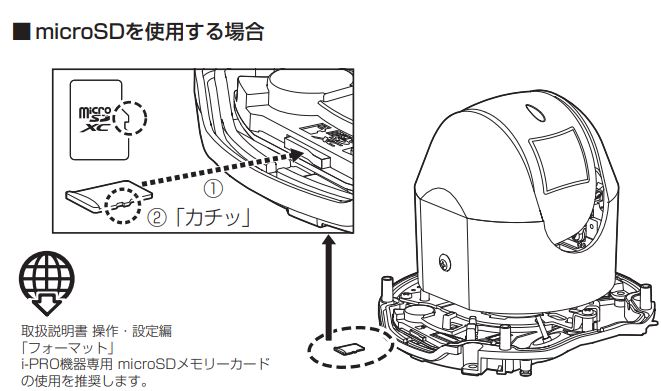 ■microSDを使用する場合
micro
SD
XC
①
②「カチッ」
取扱説明書 操作・設定編
「フォーマット」
i-PRO機器専用 microSDメモリーカード
の使用を推奨します。